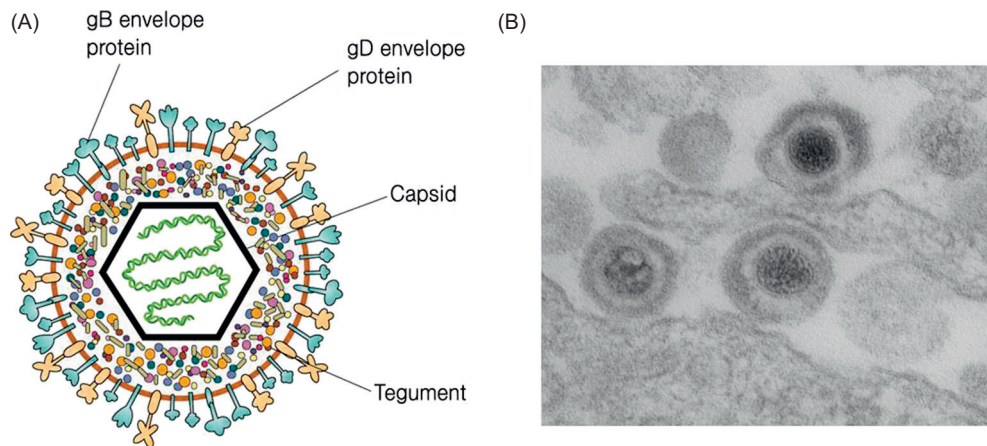 (A)
gB envelope
protein
gD envelope
protein
Capsid
Tegument
(B)